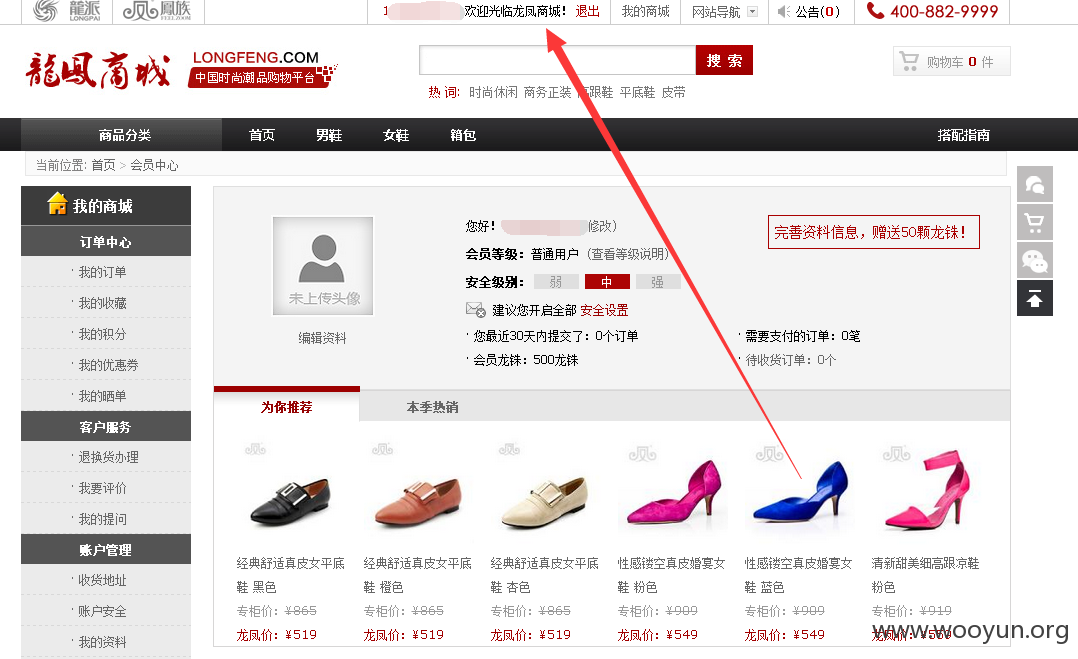 龍派 LONGPAI 鳳族 FEELZOOM
1 欢迎光临龙凤商城! 退出 我的商城 网站导航 公告(0) 400-882-9999
龍鳳商城 LONGFENG.COM
中国时尚潮品购物平台
搜 索
购物车 0 件
热 词: 时尚休闲 商务正装 跟鞋 平底鞋 皮带
商品分类 首页 男鞋 女鞋 箱包 搭配指南
当前位置: 首页 > 会员中心
我的商城
订单中心
· 我的订单
· 我的收藏
· 我的积分
· 我的优惠券
· 我的晒单
客户服务
· 退换货办理
· 我要评价
· 我的提问
账户管理
· 收货地址
· 账户安全
· 我的资料
未上传头像
编辑资料
您好! 修改)
会员等级: 普通用户 (查看等级说明)
安全级别: 弱 中 强
建议您开启全部 安全设置
· 您最近30天内提交了: 0个订单
· 需要支付的订单: 0笔
· 会员龙铢: 500龙铢
· 待收货订单: 0个
完善资料信息，赠送50颗龙铢!
为你推荐 本季热销
经典舒适真皮女平底
鞋 黑色
专柜价: ¥865
龙凤价: ¥519
经典舒适真皮女平底
鞋 橙色
专柜价: ¥865
龙凤价: ¥519
经典舒适真皮女平底
鞋 杏色
专柜价: ¥865
龙凤价: ¥519
性感镂空真皮婚宴女
鞋 粉色
专柜价: ¥909
龙凤价: ¥549
性感镂空真皮婚宴女
鞋 蓝色
专柜价: ¥909
龙凤价: ¥549
清新甜美细高跟凉鞋
粉色
专柜价: ¥919
龙凤价: ¥559
www.wooyun.org